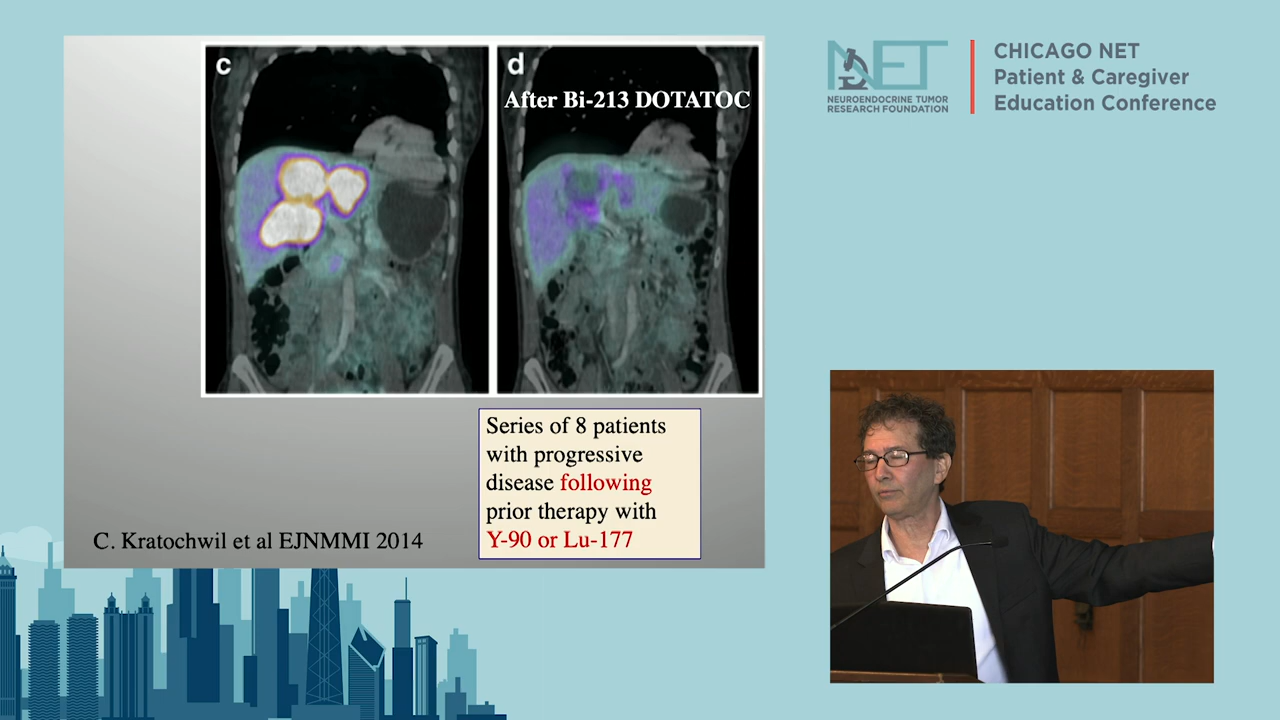 c
d
After Bi-213 DOTATOC
Series of 8 patients
with progressive
disease following
prior therapy with
Y-90 or Lu-177
C. Kratochwil et al EJNMMI 2014
NET
NEUROENDOCRINE TUMOR
RESEARCH FOUNDATION
CHICAGO NET
Patient & Caregiver
Education Conference